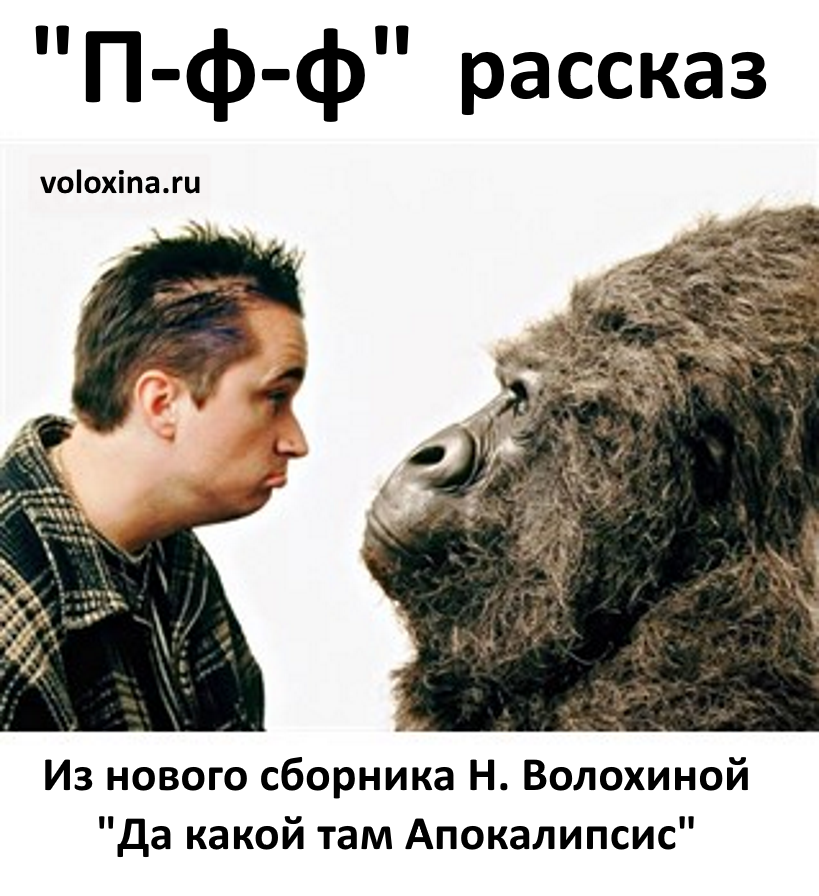 "П-ф-ф" рассказ
voloxina.ru
Из нового сборника Н. Волохиной
"Да какой там Апокалипсис"